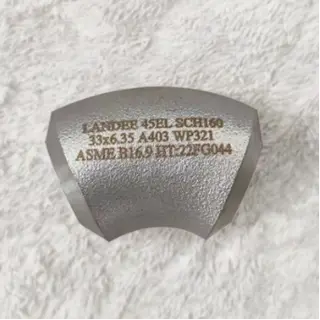 LANDEE 45EL SCH160
33x6.35 A403 WP321
ASME B16.9 HT:22FG044